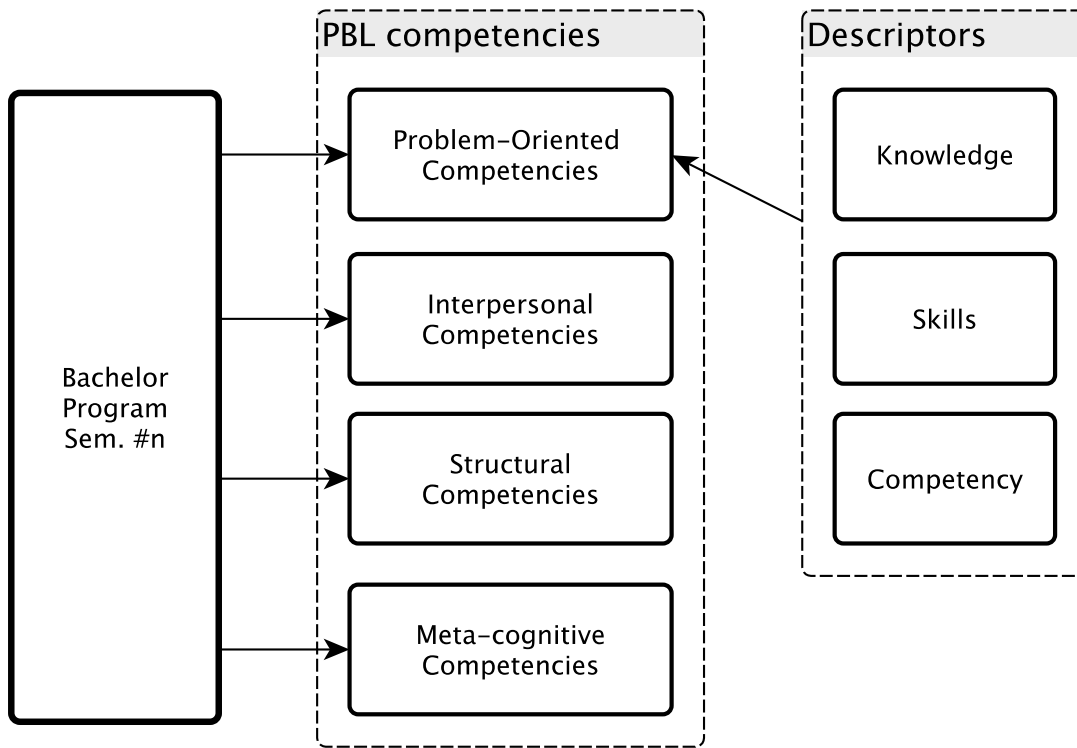 PBL competencies
Descriptors
Problem-Oriented
Competencies
Knowledge
Interpersonal
Competencies
Skills
Bachelor
Program
Sem. #n
Structural
Competencies
Competency
Meta-cognitive
Competencies